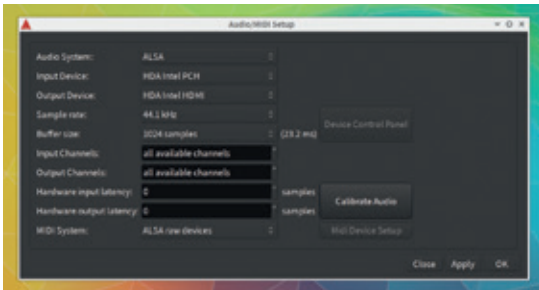 Audio/MIDI Setup
Audio System: ALSA
Input Device: HDA Intel PCH
Output Device: HDA Intel HDMI
Sample rate: 44.1 kHz
Buffer size: 1024 samples (23.2 ms)
Device Control Panel
Input Channels: all available channels
Output Channels: all available channels
Hardware input latency: 0 samples
Hardware output latency: 0 samples
Calibrate Audio
MIDI System: ALSA raw devices
Midi Device Setup
Close Apply OK